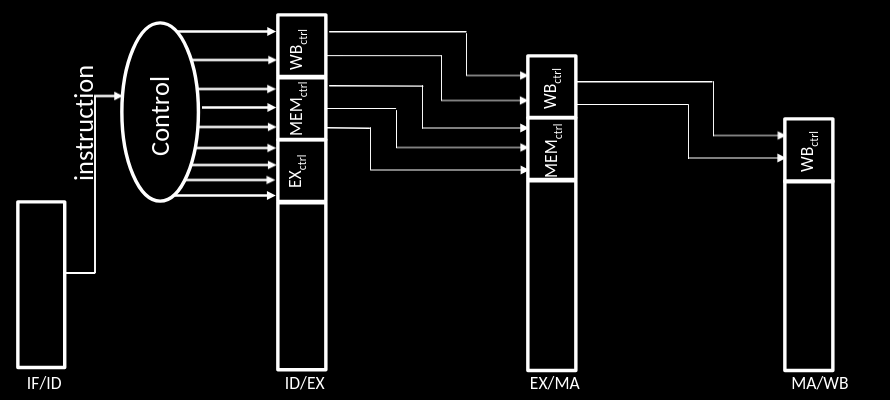 instruction
Control
WBctrl
MEMctrl
EXctrl
WBctrl
MEMctrl
WBctrl
IF/ID
ID/EX
EX/MA
MA/WB